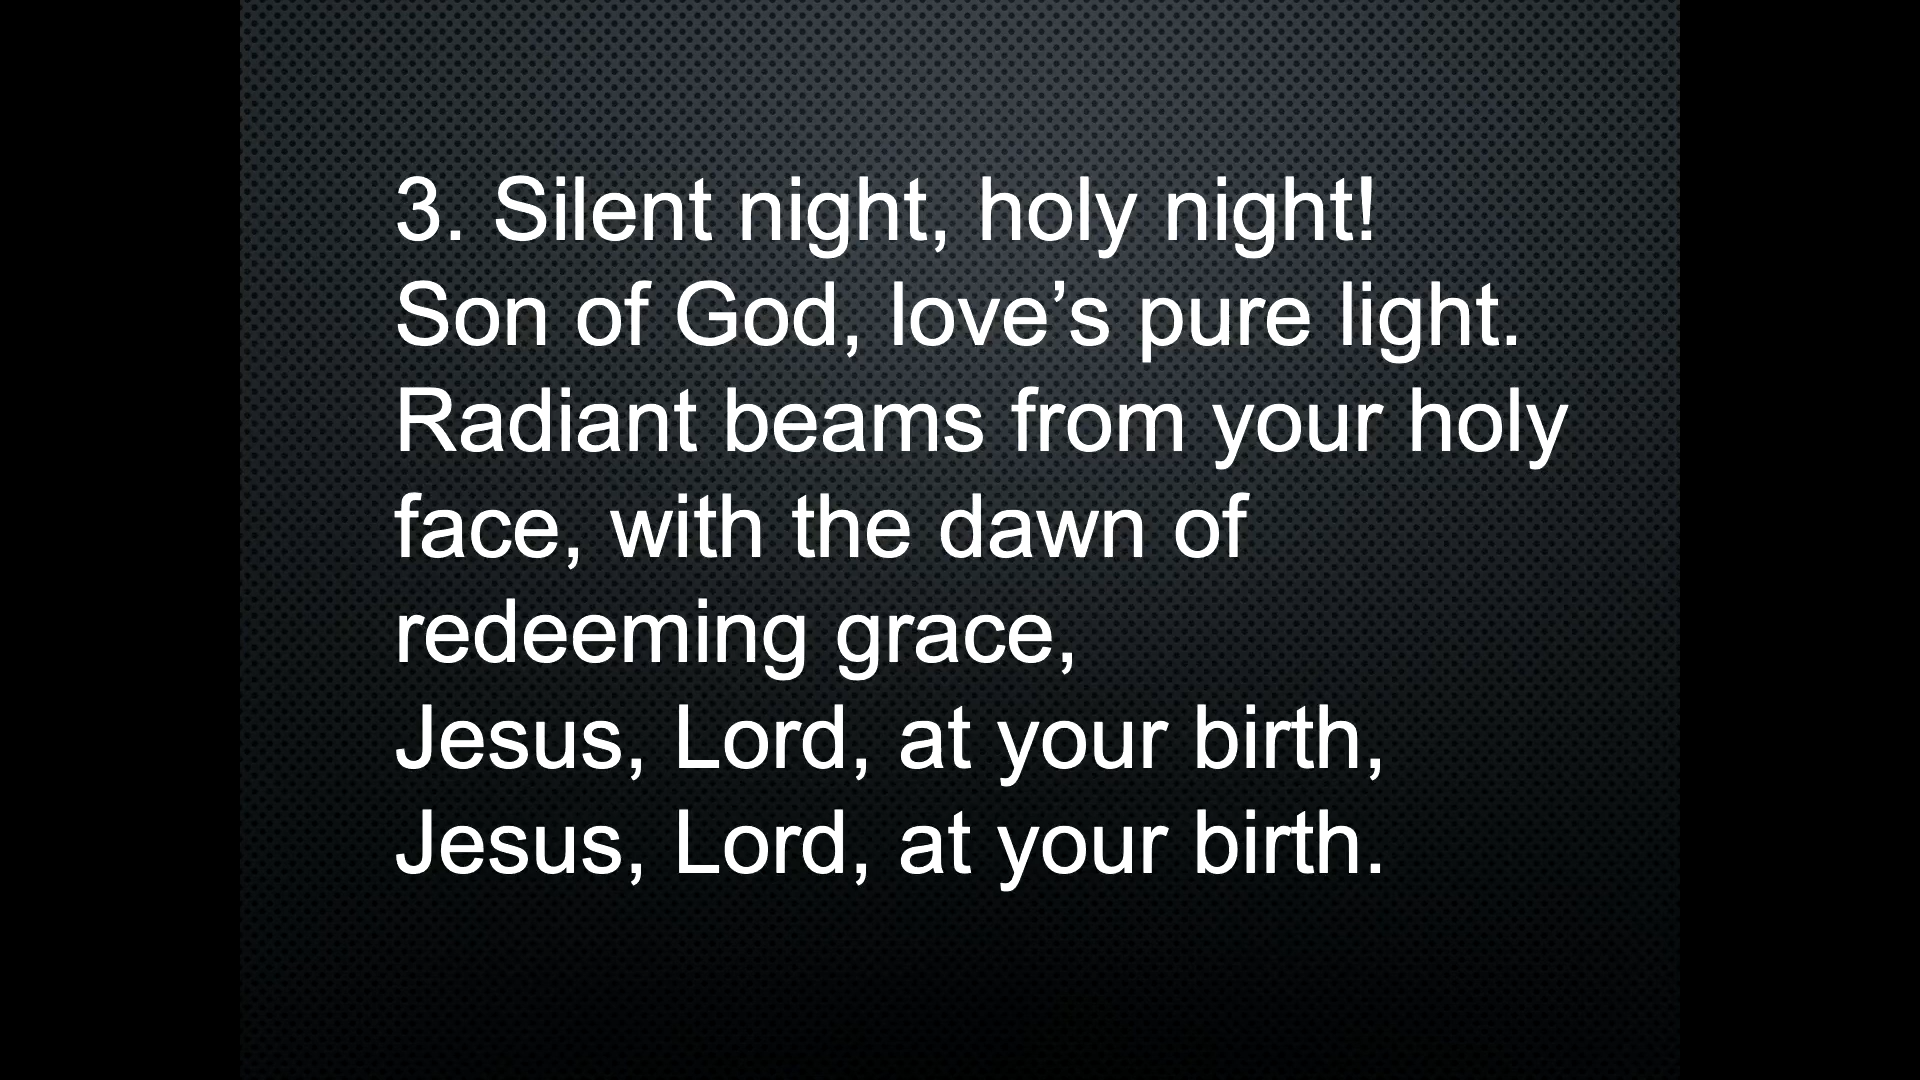 3. Silent night, holy night!
Son of God, love’s pure light.
Radiant beams from your holy
face, with the dawn of
redeeming grace,
Jesus, Lord, at your birth,
Jesus, Lord, at your birth.